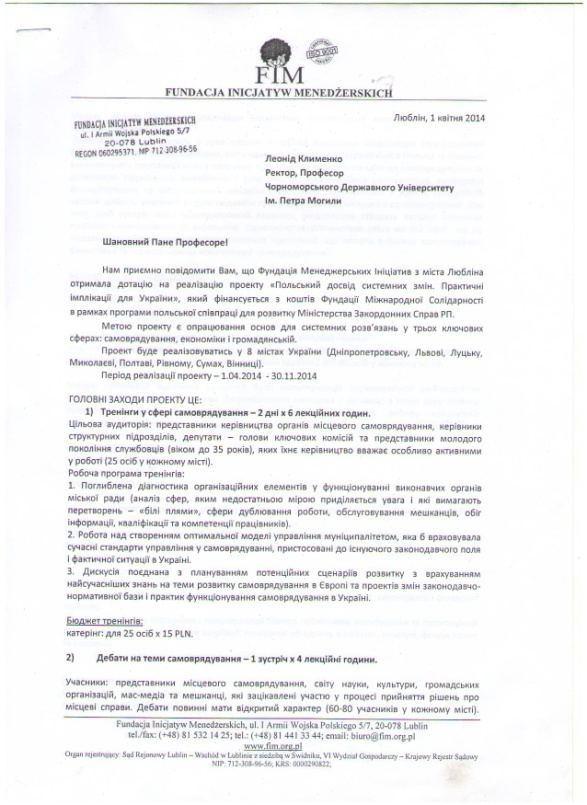 FIM
ISO 9001
FUNDACJA INICJATYW MENEDŻERSKICH
FUNDACJA INICJATYW MENEDŻERSKICH
ul. I Armii Wojska Polskiego 5/7
20-078 Lublin
REGON 060295371, NIP 712-308-96-56
Люблін, 1 квітня 2014
Леонід Клименко
Ректор, Професор
Чорноморського Державного Університету
Ім. Петра Могили
Шановний Пане Професоре!
Нам приємно повідомити Вам, що Фундація Менеджерських Ініціатив з міста Любліна
отримала дотацію на реалізацію проекту «Польський досвід системних змін. Практичні
імплікації для України», який фінансується з коштів Фундації Міжнародної Солідарності
в рамках програми польської співпраці для розвитку Міністерства Закордонних Справ РП.
Метою проекту є опрацювання основ для системних розв'язань у трьох ключових
сферах: самоврядування, економіки і громадянській.
Проект буде реалізовуватись у 8 містах України (Дніпропетровську, Львові, Луцьку,
Миколаєві, Полтаві, Рівному, Сумах, Вінниці).
Період реалізації проекту – 1.04.2014 - 30.11.2014
ГОЛОВНІ ЗАХОДИ ПРОЕКТУ ЦЕ:
1) Тренінги у сфері самоврядування – 2 дні х 6 лекційних годин.
Цільова аудиторія: представники керівництва органів місцевого самоврядування, керівники
структурних підрозділів, депутати – голови ключових комісій та представники молодого
покоління службовців (віком до 35 років), яких їхнє керівництво вважає особливо активними
у роботі (25 осіб у кожному місті).
Робоча програма тренінгів:
1. Поглиблена діагностика організаційних елементів у функціонуванні виконавчих органів
міської ради (аналіз сфер, яким недостатньою мірою приділяється увага і які вимагають
перетворень – «білі плями», сфери дублювання роботи, обслуговування мешканців, обіг
інформації, кваліфікації та компетенції працівників).
2. Робота над створенням оптимальної моделі управління муніципалітетом, яка б враховувала
сучасні стандарти управління у самоврядуванні, пристосовані до існуючого законодавчого поля
і фактичної ситуації в Україні.
3. Дискусія поєднана з плануванням потенційних сценаріїв розвитку з врахуванням
найсучасніших знань на теми розвитку самоврядування в Європі та проектів змін законодавчо-
нормативної бази і практик функціонування самоврядування в Україні.
Бюджет тренінгів:
катерінг: для 25 осіб х 15 PLN.
2) Дебати на теми самоврядування – 1 зустріч х 4 лекційні години.
Учасники: представники місцевого самоврядування, світу науки, культури, громадських
організацій, мас-медіа та мешканці, які зацікавлені участю у процесі прийняття рішень про
місцеві справи. Дебати повинні мати відкритий характер (60-80 учасників у кожному місті).
Fundacja Inicjatyw Menedżerskich, ul. I Armii Wojska Polskiego 5/7, 20-078 Lublin
tel./fax: (+48) 81 532 14 25; tel.: (+48) 81 441 33 44; email: biuro@fim.org.pl
www.fim.org.pl
Organ rejestrujący: Sąd Rejonowy Lublin – Wschód w Lublinie z siedzibą w Świdniku, VI Wydział Gospodarczy – Krajowy Rejestr Sądowy
NIP: 712-308-96-56; KRS: 0000290822;